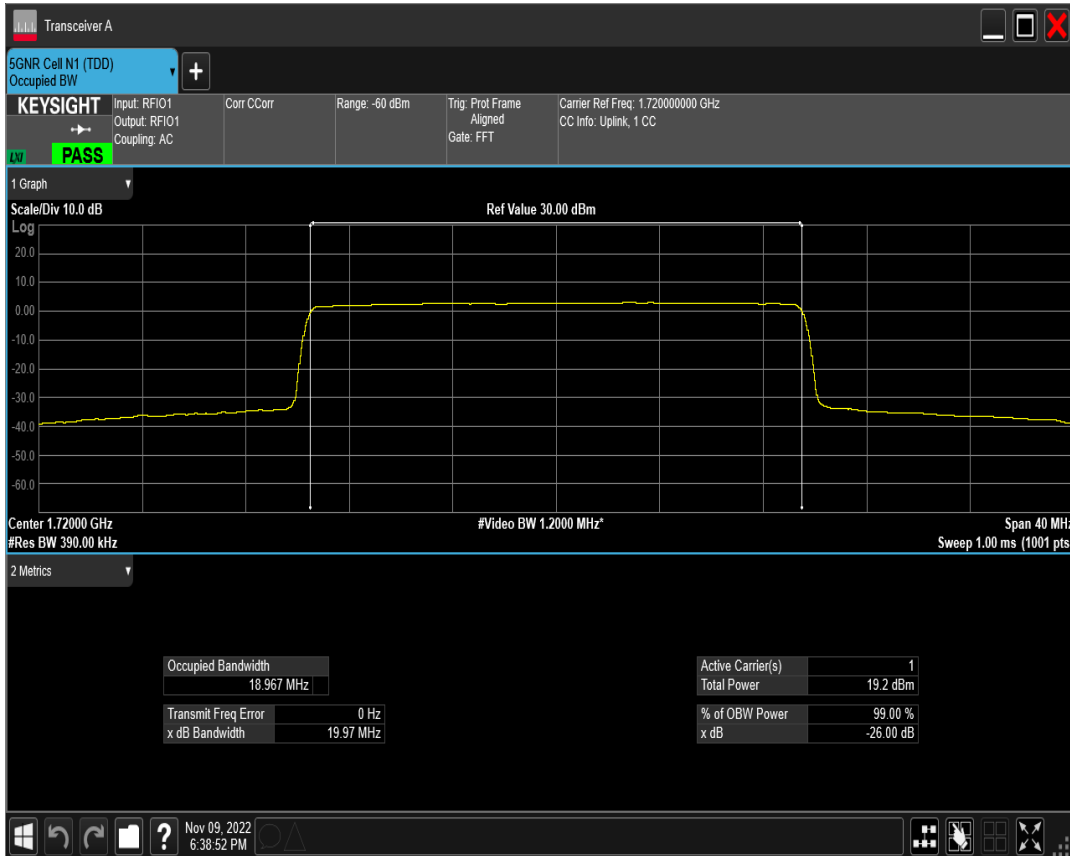 Transceiver A
5GNR Cell N1 (TDD)
Occupied BW
+
KEYSIGHT
Input: RFIO1
Output: RFIO1
Coupling: AC
Corr CCorr
Range: -60 dBm
Trig: Prot Frame
Aligned
Gate: FFT
Carrier Ref Freq: 1.720000000 GHz
CC Info: Uplink, 1 CC
LXI
PASS
1 Graph
Scale/Div 10.0 dB
Ref Value 30.00 dBm
Log
20.0
10.0
0.00
-10.0
-20.0
-30.0
-40.0
-50.0
-60.0
Center 1.72000 GHz
#Video BW 1.2000 MHz*
Span 40 MHz
#Res BW 390.00 kHz
Sweep 1.00 ms (1001 pts
2 Metrics
Occupied Bandwidth
18.967 MHz
Transmit Freq Error 0 Hz
x dB Bandwidth 19.97 MHz
Active Carrier(s) 1
Total Power 19.2 dBm
% of OBW Power 99.00 %
x dB -26.00 dB
?
Nov 09, 2022
6:38:52 PM